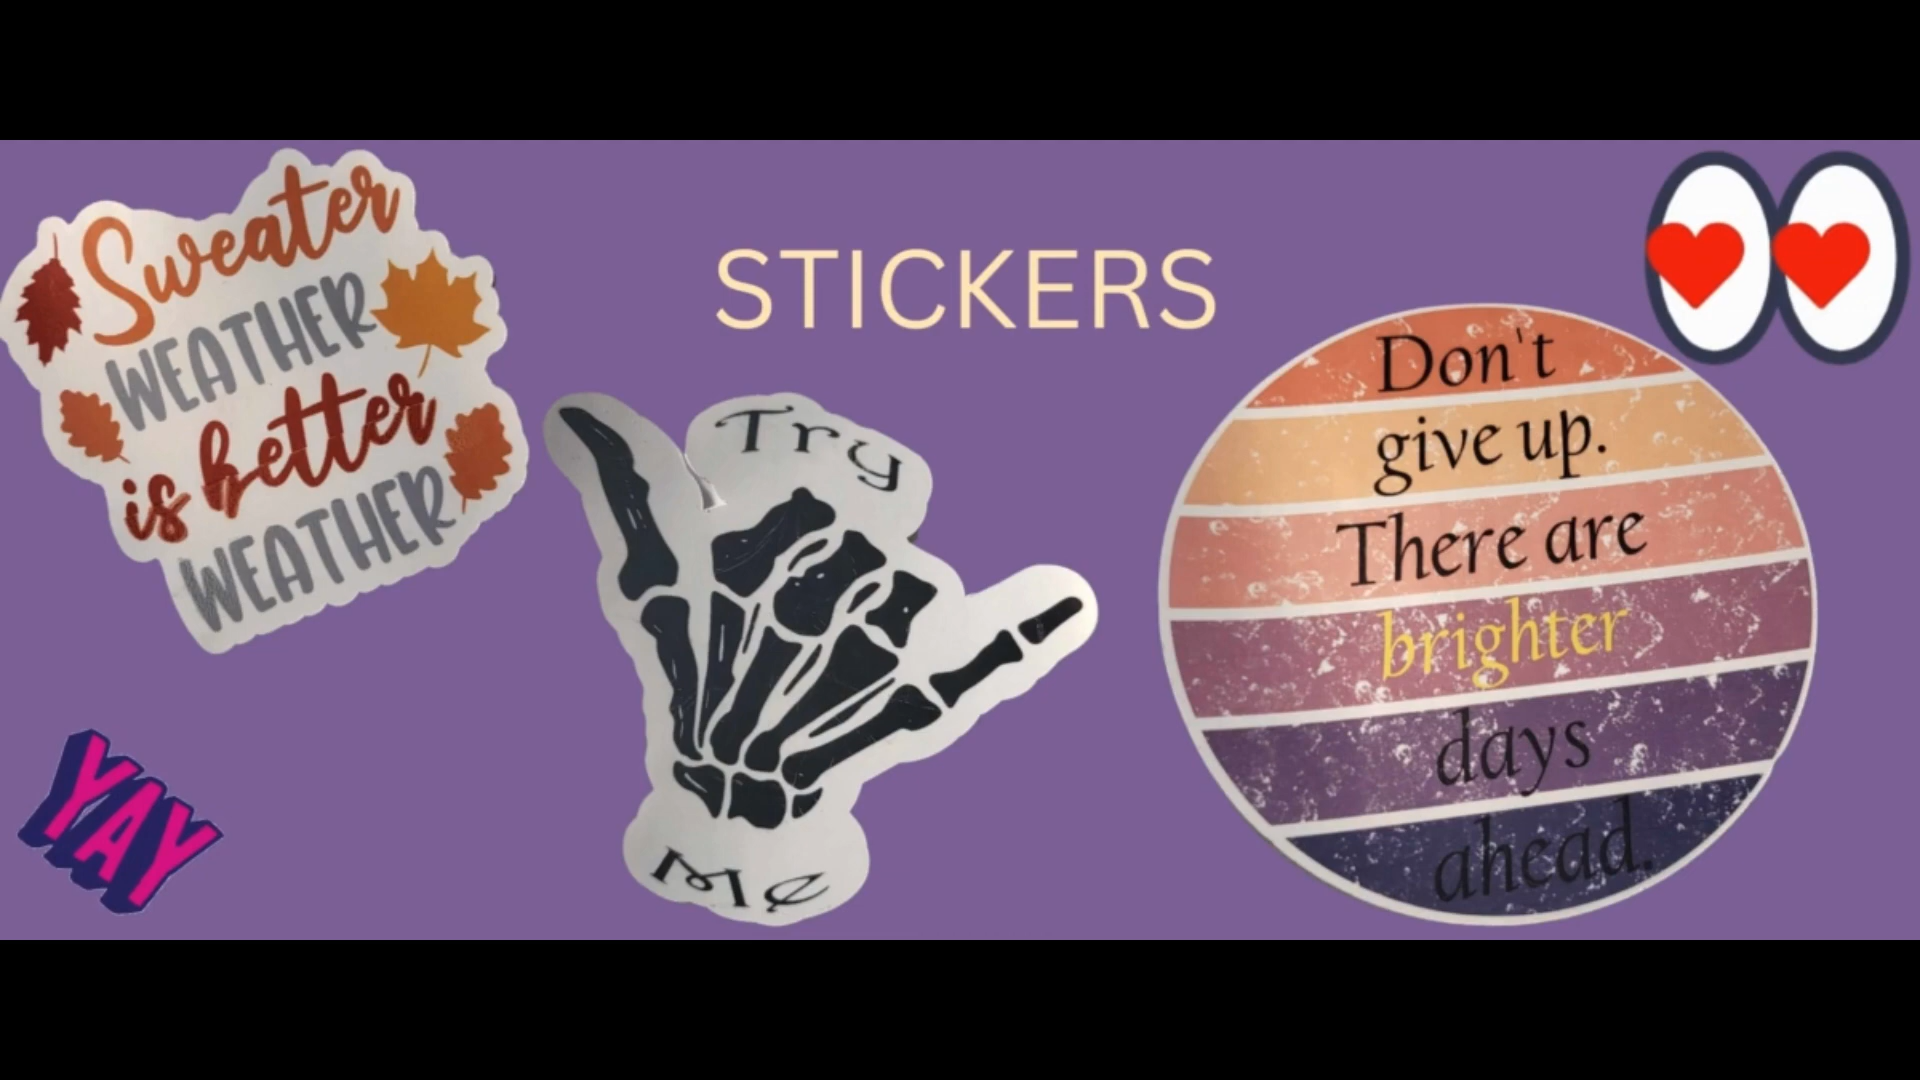 Sweater
WEATHER
is better
WEATHER
STICKERS
Try
Me
Don't
give up.
There are
brighter
days
ahead.
YAY